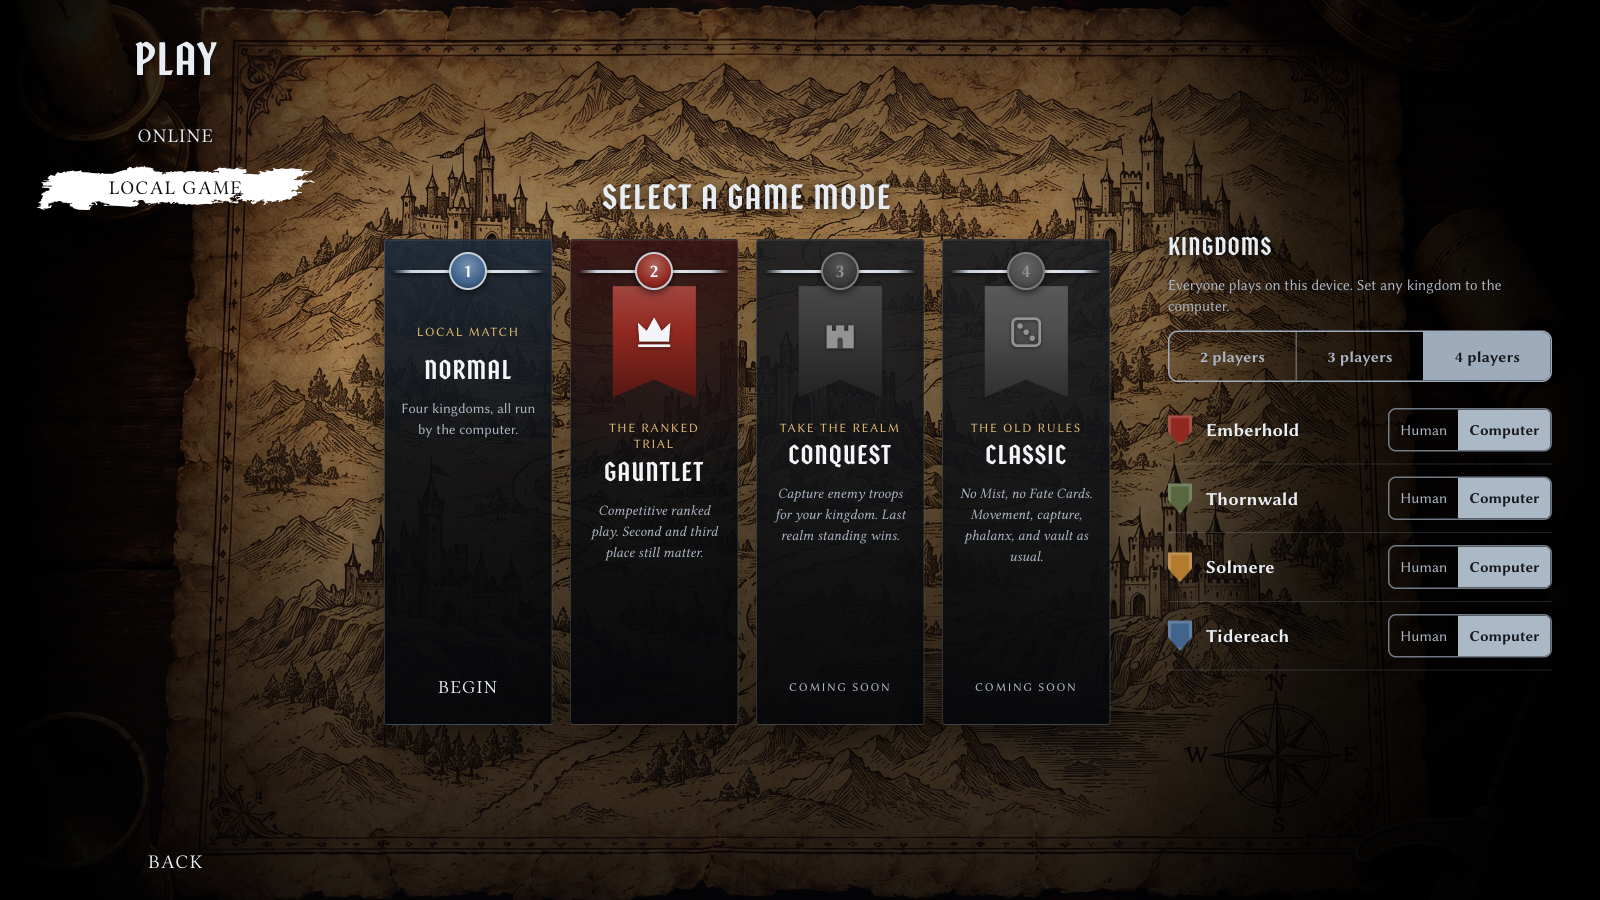 PLAY
ONLINE
LOCAL GAME
SELECT A GAME MODE
1
LOCAL MATCH
NORMAL
Four kingdoms, all run
by the computer.
BEGIN
2
THE RANKED
TRIAL
GAUNTLET
Competitive ranked
play. Second and third
place still matter.
3
TAKE THE REALM
CONQUEST
Capture enemy troops
for your kingdom. Last
realm standing wins.
COMING SOON
4
THE OLD RULES
CLASSIC
No Mist, no Fate Cards.
Movement, capture,
phalanx, and vault as
usual.
COMING SOON
KINGDOMS
Everyone plays on this device. Set any kingdom to the
computer.
2 players 3 players 4 players
Emberhold Human Computer
Thornwald Human Computer
Solmere Human Computer
Tidereach Human Computer
N
W E
S
BACK